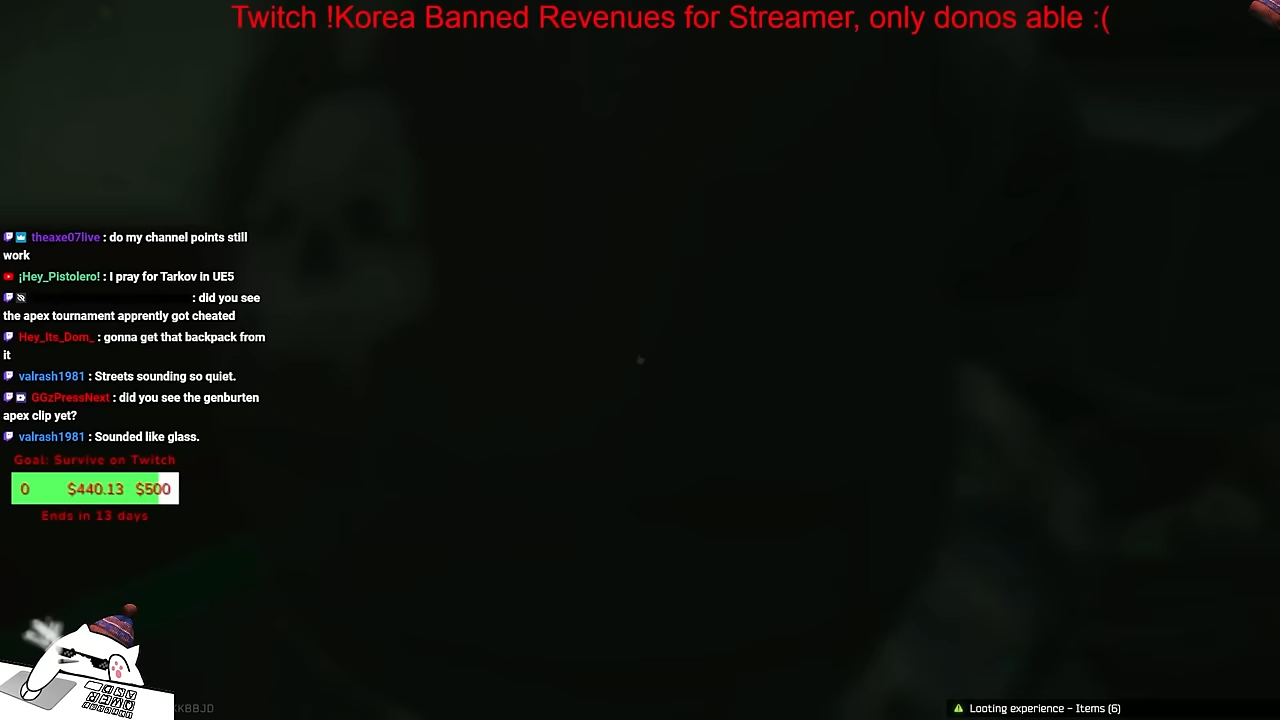 Twitch !Korea Banned Revenues for Streamer, only donos able :(
theaxe07live : do my channel points still
work
¡Hey_Pistolero! : I pray for Tarkov in UE5
: did you see
the apex tournament apprently got cheated
Hey_Its_Dom_ : gonna get that backpack from
it
valrash1981 : Streets sounding so quiet.
GGzPressNext : did you see the genburten
apex clip yet?
valrash1981 : Sounded like glass.
Goal: Survive on Twitch
0 $440.13 $500
Ends in 13 days
Looting experience – Items (6)